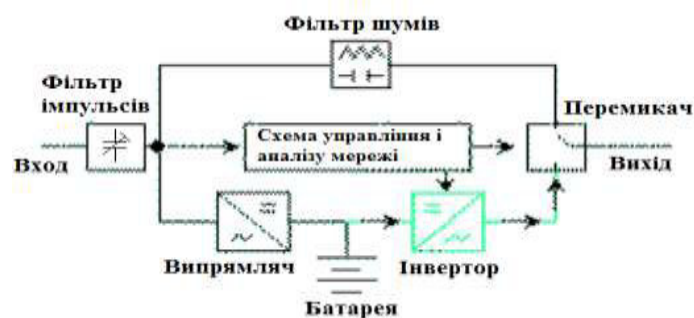 Фільтр шумів
Фільтр
імпульсів
Перемикач
Схема управління і
аналізу мережі
Вход
Вихід
Випрямляч
Інвертор
Батарея